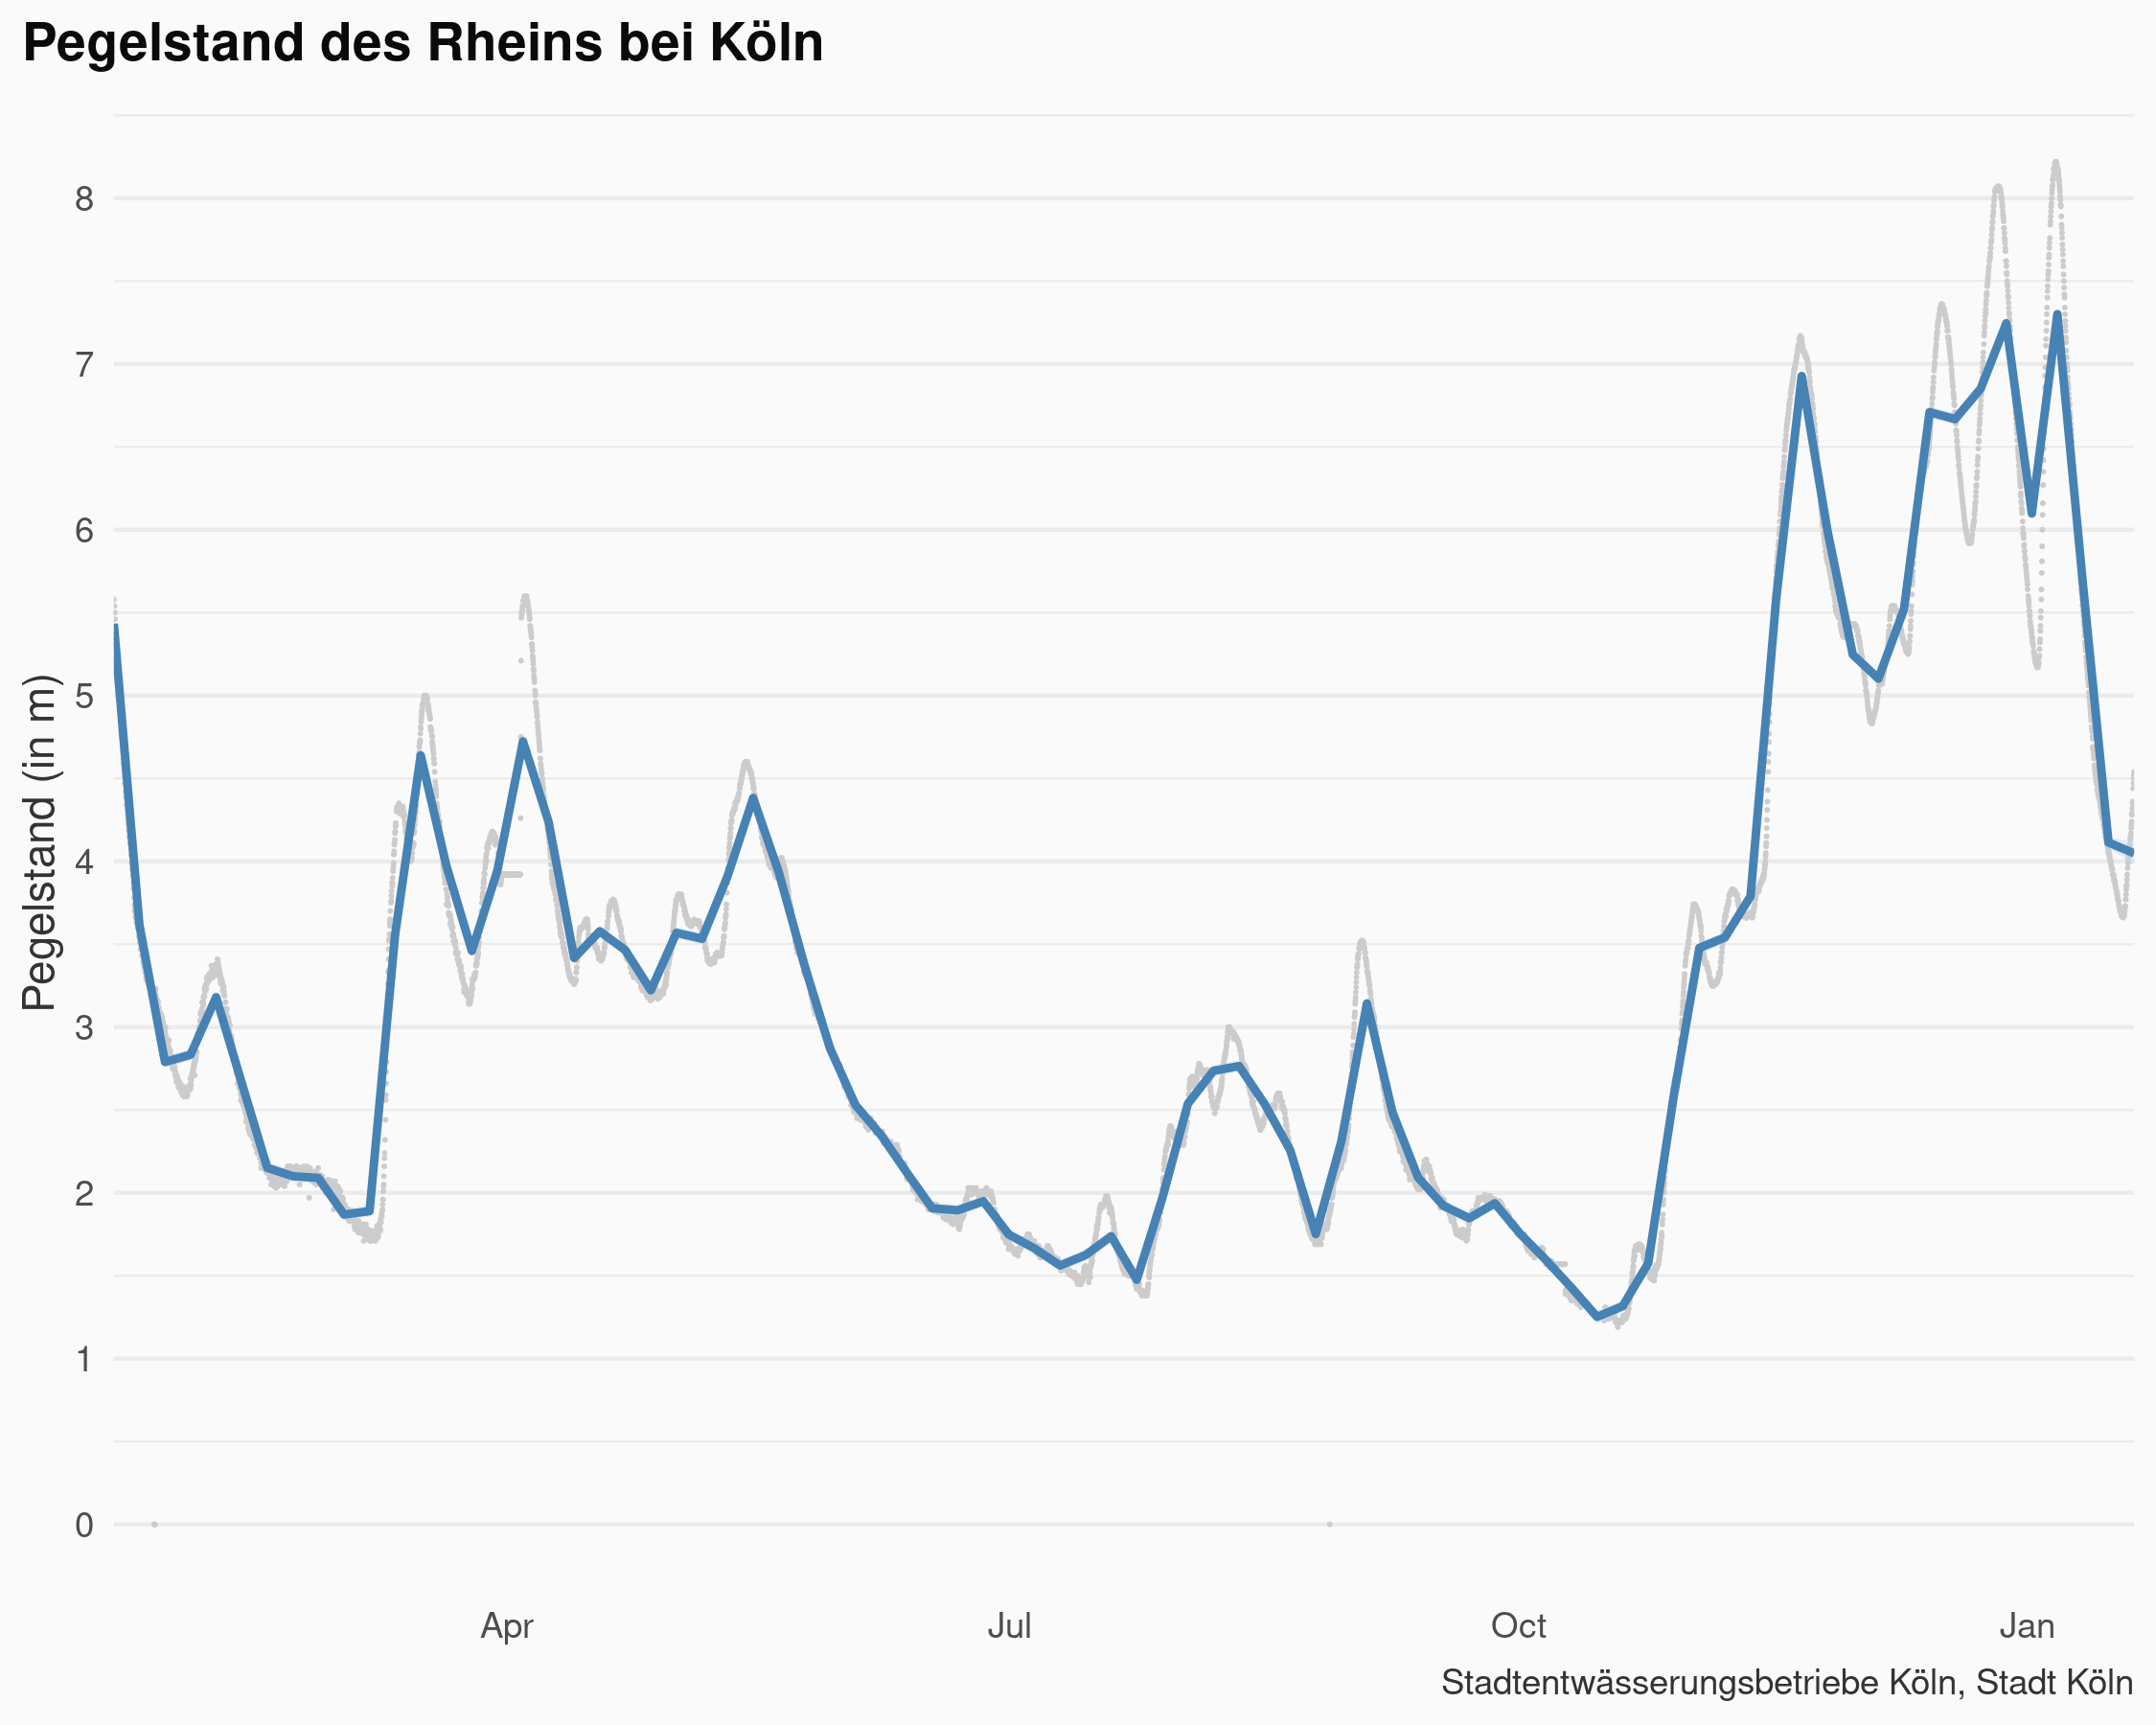 Pegelstand des Rheins bei Köln
Pegelstand (in m)
8
7
6
5
4
3
2
1
0
Apr Jul Oct Jan
Stadtentwässerungsbetriebe Köln, Stadt Köln